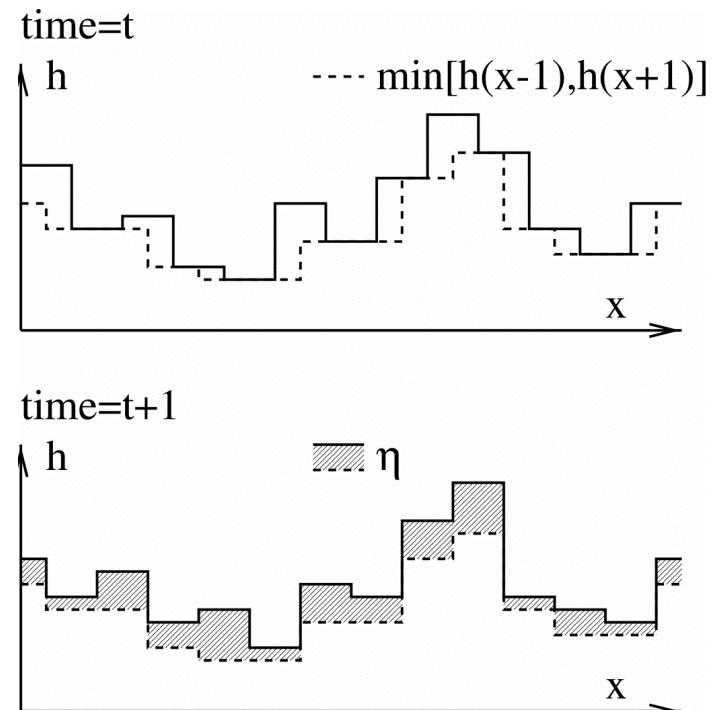 time=t
h
min[h(x-1),h(x+1)]
x
time=t+1
h
η
x